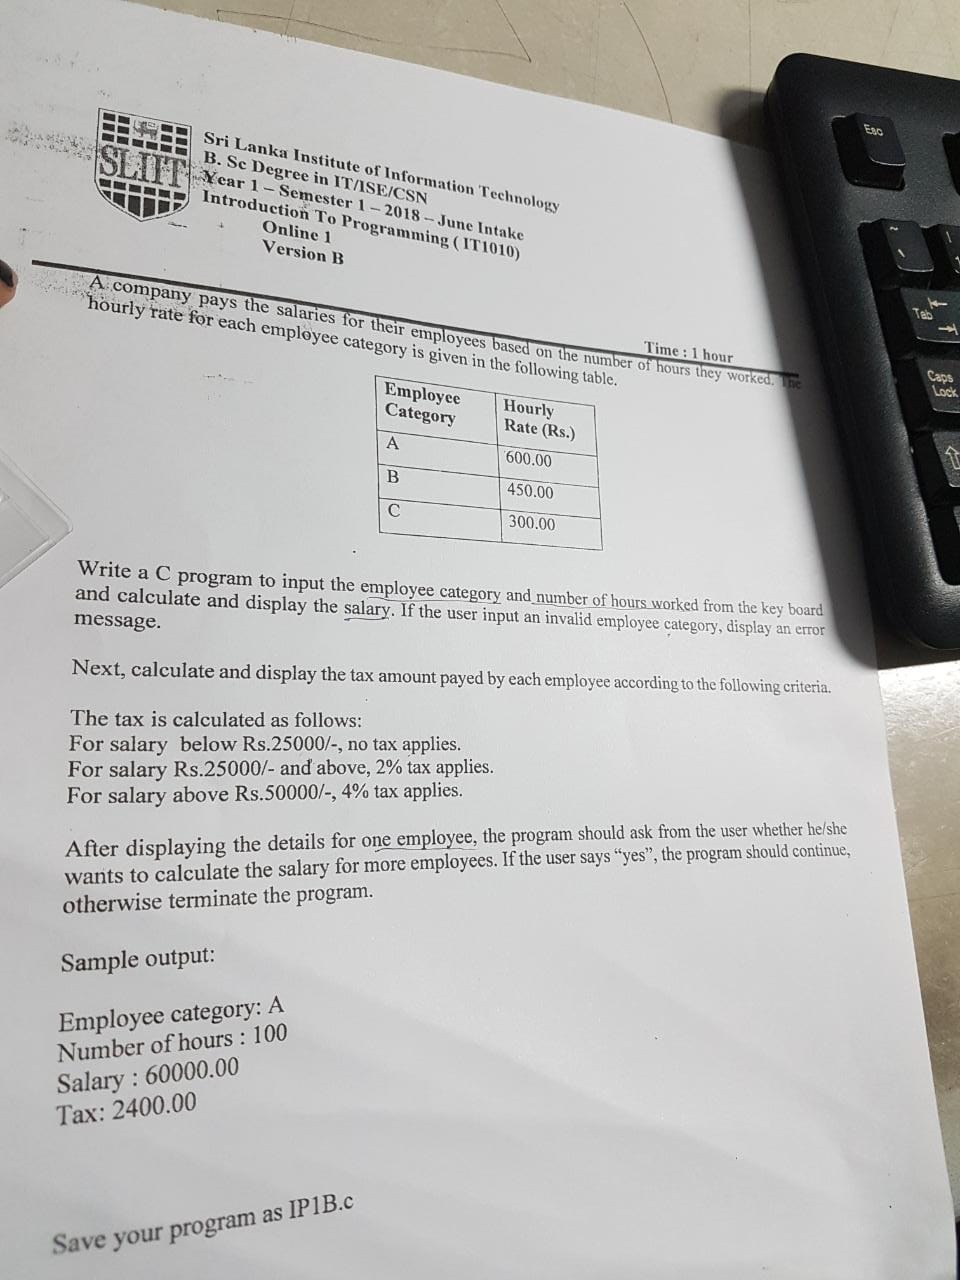 SLIIT
Sri Lanka Institute of Information Technology
B. Sc Degree in IT/ISE/CSN
Year 1 – Semester 1 – 2018 – June Intake
Introduction To Programming ( IT1010)
Online 1
Version B
Time : 1 hour
A company pays the salaries for their employees based on the number of hours they worked. The
hourly rate for each employee category is given in the following table.
Employee Hourly
Category Rate (Rs.)
A 600.00
B 450.00
C 300.00
Write a C program to input the employee category and number of hours worked from the key board
and calculate and display the salary. If the user input an invalid employee category, display an error
message.
Next, calculate and display the tax amount payed by each employee according to the following criteria.
The tax is calculated as follows:
For salary below Rs.25000/-, no tax applies.
For salary Rs.25000/- and above, 2% tax applies.
For salary above Rs.50000/-, 4% tax applies.
After displaying the details for one employee, the program should ask from the user whether he/she
wants to calculate the salary for more employees. If the user says “yes”, the program should continue,
otherwise terminate the program.
Sample output:
Employee category: A
Number of hours : 100
Salary : 60000.00
Tax: 2400.00
Save your program as IP1B.c
Esc
~
Tab
Caps
Lock